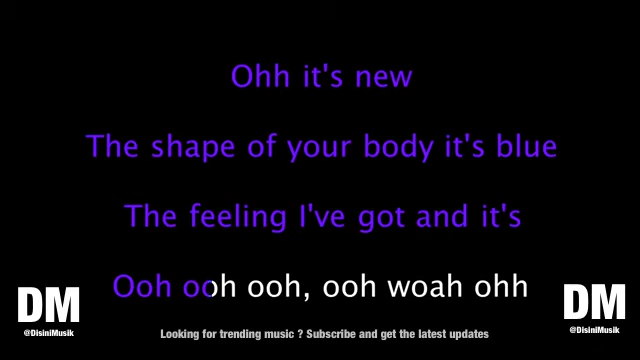 Ohh it's new
The shape of your body it's blue
The feeling I've got and it's
Ooh ooh ooh, ooh woah ohh
DM
@DisiniMusik
DM
@DisiniMusik
Looking for trending music ? Subscribe and get the latest updates